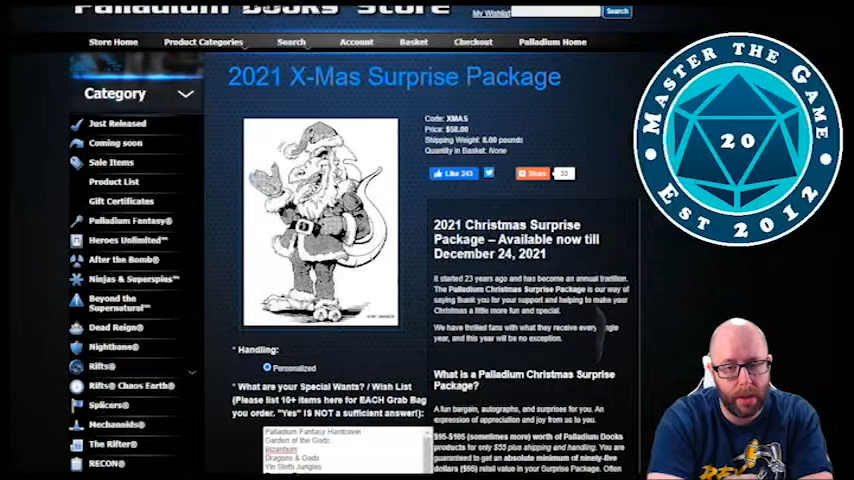 Palladium Books Store
My Wishlist
Search
Store Home
Product Categories
Search
Account
Basket
Checkout
Palladium Home
Category
Just Released
Coming soon
Sale Items
Product List
Gift Certificates
Palladium Fantasy®
Heroes Unlimited™
After the Bomb®
Ninjas & Superspies™
Beyond the
Supernatural™
Dead Reign®
Nightbane®
Rifts®
Rifts® Chaos Earth®
Splicers®
Mechanoids®
The Rifter®
RECON®
2021 X-Mas Surprise Package
Code: XMAS
Price: $58.00
Shipping Weight: 8.00 pounds
Quantity in Basket: None
Like 243
Share
33
* Handling:
Personalized
* What are your Special Wants? / Wish List
(Please list 10+ items here for EACH Grab Bag
you order. "Yes" IS NOT a sufficient answer!):
Palladium Fantasy Hardcover
Garden of the Gods
Bizantium
Dragons & Gods
Yin Sloth Jungles
2021 Christmas Surprise
Package – Available now till
December 24, 2021
It started 23 years ago and has become an annual tradition.
The Palladium Christmas Surprise Package is our way of
saying thank you for your support and helping to make your
Christmas a little more fun and special.
We have thrilled fans with what they receive every single
year, and this year will be no exception.
What is a Palladium Christmas Surprise
Package?
A fun bargain, autographs, and surprises for you. An
expression of appreciation and joy from us to you.
$95-$105 (sometimes more) worth of Palladium Books
products for only $55 plus shipping and handling. You are
guaranteed to get an absolute minimum of ninety-five
dollars ($95) retail value in your Surprise Package. Often
MASTER THE GAME
20
EST 2012